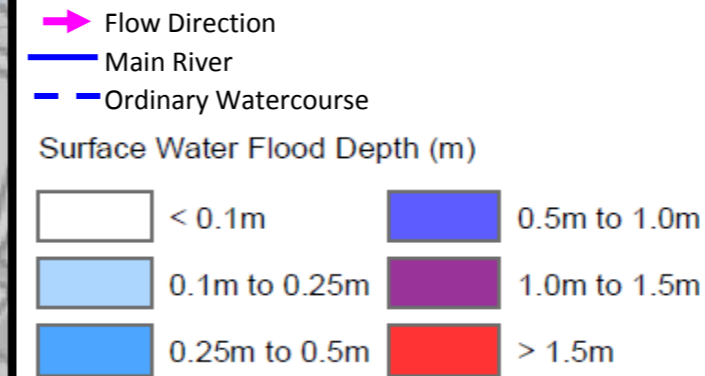 Flow Direction
Main River
Ordinary Watercourse
Surface Water Flood Depth (m)
< 0.1m
0.5m to 1.0m
0.1m to 0.25m
1.0m to 1.5m
0.25m to 0.5m
> 1.5m